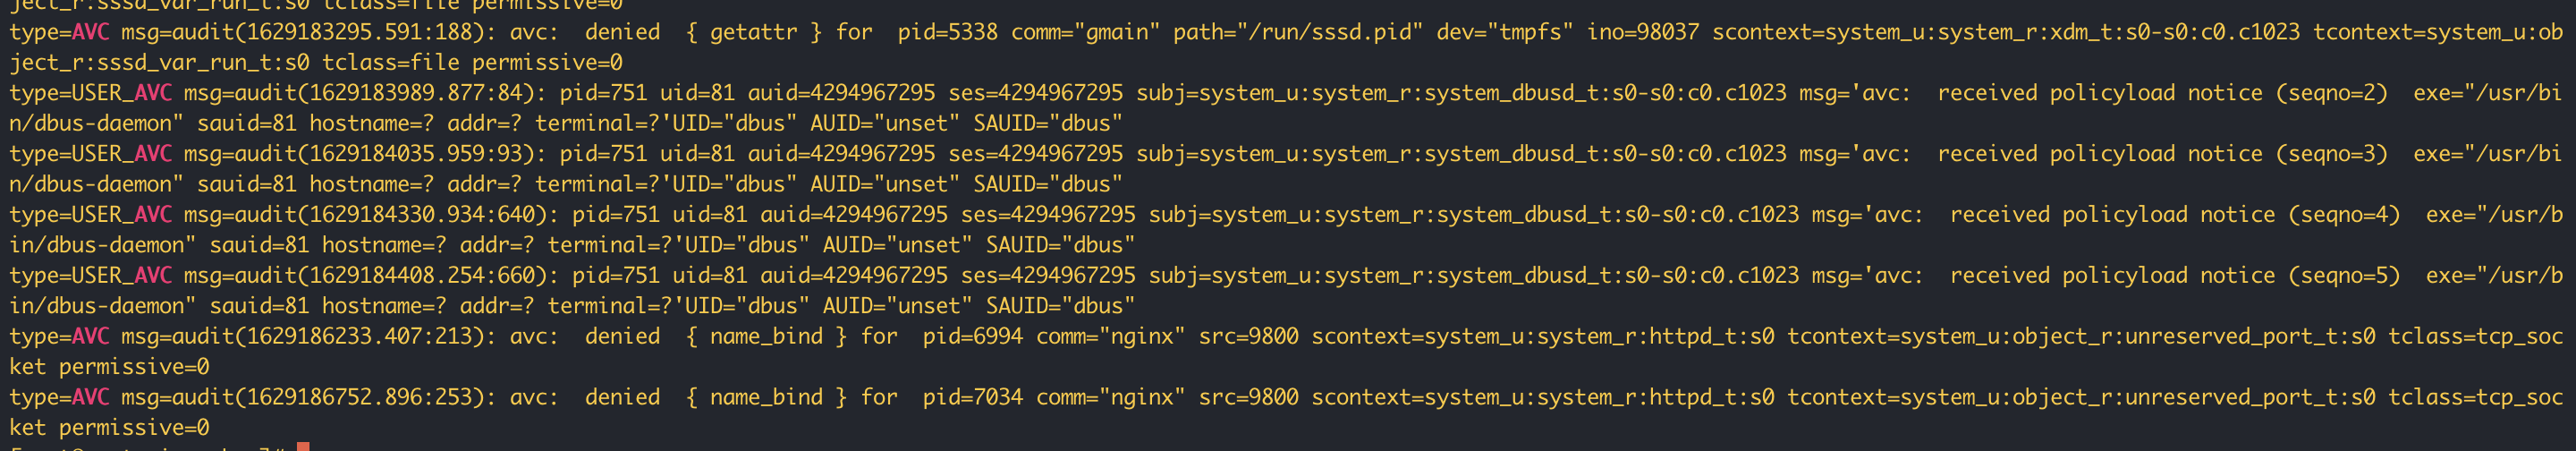 ject_r:sssd_var_run_t:s0 tclass=file permissive=0
type=AVC msg=audit(1629183295.591:188): avc:  denied  { getattr } for  pid=5338 comm="gmain" path="/run/sssd.pid" dev="tmpfs" ino=98037 scontext=system_u:system_r:xdm_t:s0-s0:c0.c1023 tcontext=system_u:ob
ject_r:sssd_var_run_t:s0 tclass=file permissive=0
type=USER_AVC msg=audit(1629183989.877:84): pid=751 uid=81 auid=4294967295 ses=4294967295 subj=system_u:system_r:system_dbusd_t:s0-s0:c0.c1023 msg='avc:  received policyload notice (seqno=2)  exe="/usr/bi
n/dbus-daemon" sauid=81 hostname=? addr=? terminal=?'UID="dbus" AUID="unset" SAUID="dbus"
type=USER_AVC msg=audit(1629184035.959:93): pid=751 uid=81 auid=4294967295 ses=4294967295 subj=system_u:system_r:system_dbusd_t:s0-s0:c0.c1023 msg='avc:  received policyload notice (seqno=3)  exe="/usr/bi
n/dbus-daemon" sauid=81 hostname=? addr=? terminal=?'UID="dbus" AUID="unset" SAUID="dbus"
type=USER_AVC msg=audit(1629184330.934:640): pid=751 uid=81 auid=4294967295 ses=4294967295 subj=system_u:system_r:system_dbusd_t:s0-s0:c0.c1023 msg='avc:  received policyload notice (seqno=4)  exe="/usr/b
in/dbus-daemon" sauid=81 hostname=? addr=? terminal=?'UID="dbus" AUID="unset" SAUID="dbus"
type=USER_AVC msg=audit(1629184408.254:660): pid=751 uid=81 auid=4294967295 ses=4294967295 subj=system_u:system_r:system_dbusd_t:s0-s0:c0.c1023 msg='avc:  received policyload notice (seqno=5)  exe="/usr/b
in/dbus-daemon" sauid=81 hostname=? addr=? terminal=?'UID="dbus" AUID="unset" SAUID="dbus"
type=AVC msg=audit(1629186233.407:213): avc:  denied  { name_bind } for  pid=6994 comm="nginx" src=9800 scontext=system_u:system_r:httpd_t:s0 tcontext=system_u:object_r:unreserved_port_t:s0 tclass=tcp_soc
ket permissive=0
type=AVC msg=audit(1629186752.896:253): avc:  denied  { name_bind } for  pid=7034 comm="nginx" src=9800 scontext=system_u:system_r:httpd_t:s0 tcontext=system_u:object_r:unreserved_port_t:s0 tclass=tcp_soc
ket permissive=0